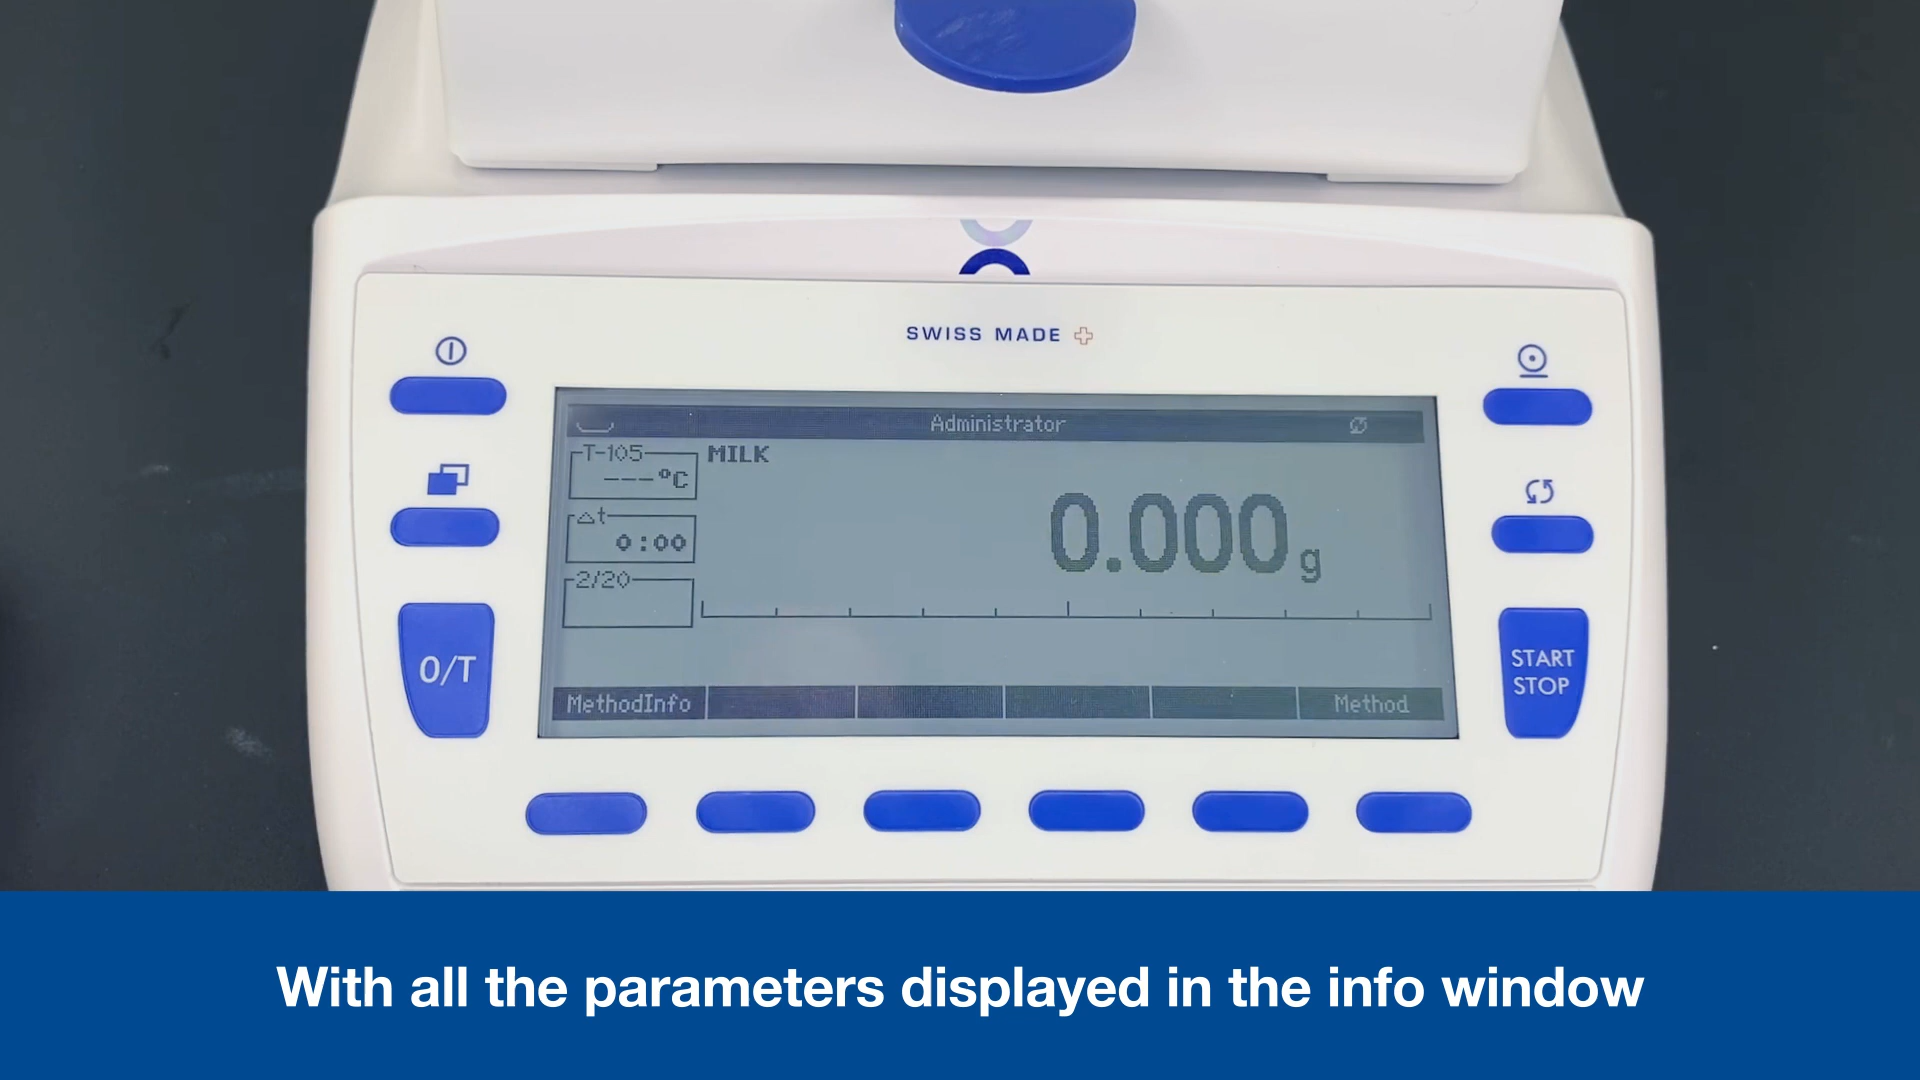 SWISS MADE
Administrator
T-105
MILK
---°C
0.000 g
△t
0:00
2/20
MethodInfo
Method
O/T
START
STOP
With all the parameters displayed in the info window